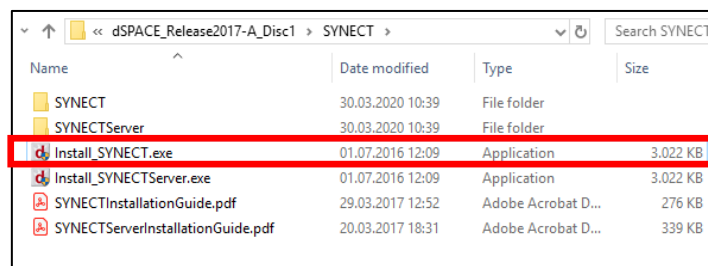 « dSPACE_Release2017-A_Disc1 › SYNECT › Search SYNECT
Name Date modified Type Size
SYNECT 30.03.2020 10:39 File folder
SYNECTServer 30.03.2020 10:39 File folder
Install_SYNECT.exe 01.07.2016 12:09 Application 3.022 KB
Install_SYNECTServer.exe 01.07.2016 12:09 Application 3.022 KB
SYNECTInstallationGuide.pdf 29.03.2017 12:52 Adobe Acrobat D... 276 KB
SYNECTServerInstallationGuide.pdf 20.03.2017 18:31 Adobe Acrobat D... 339 KB